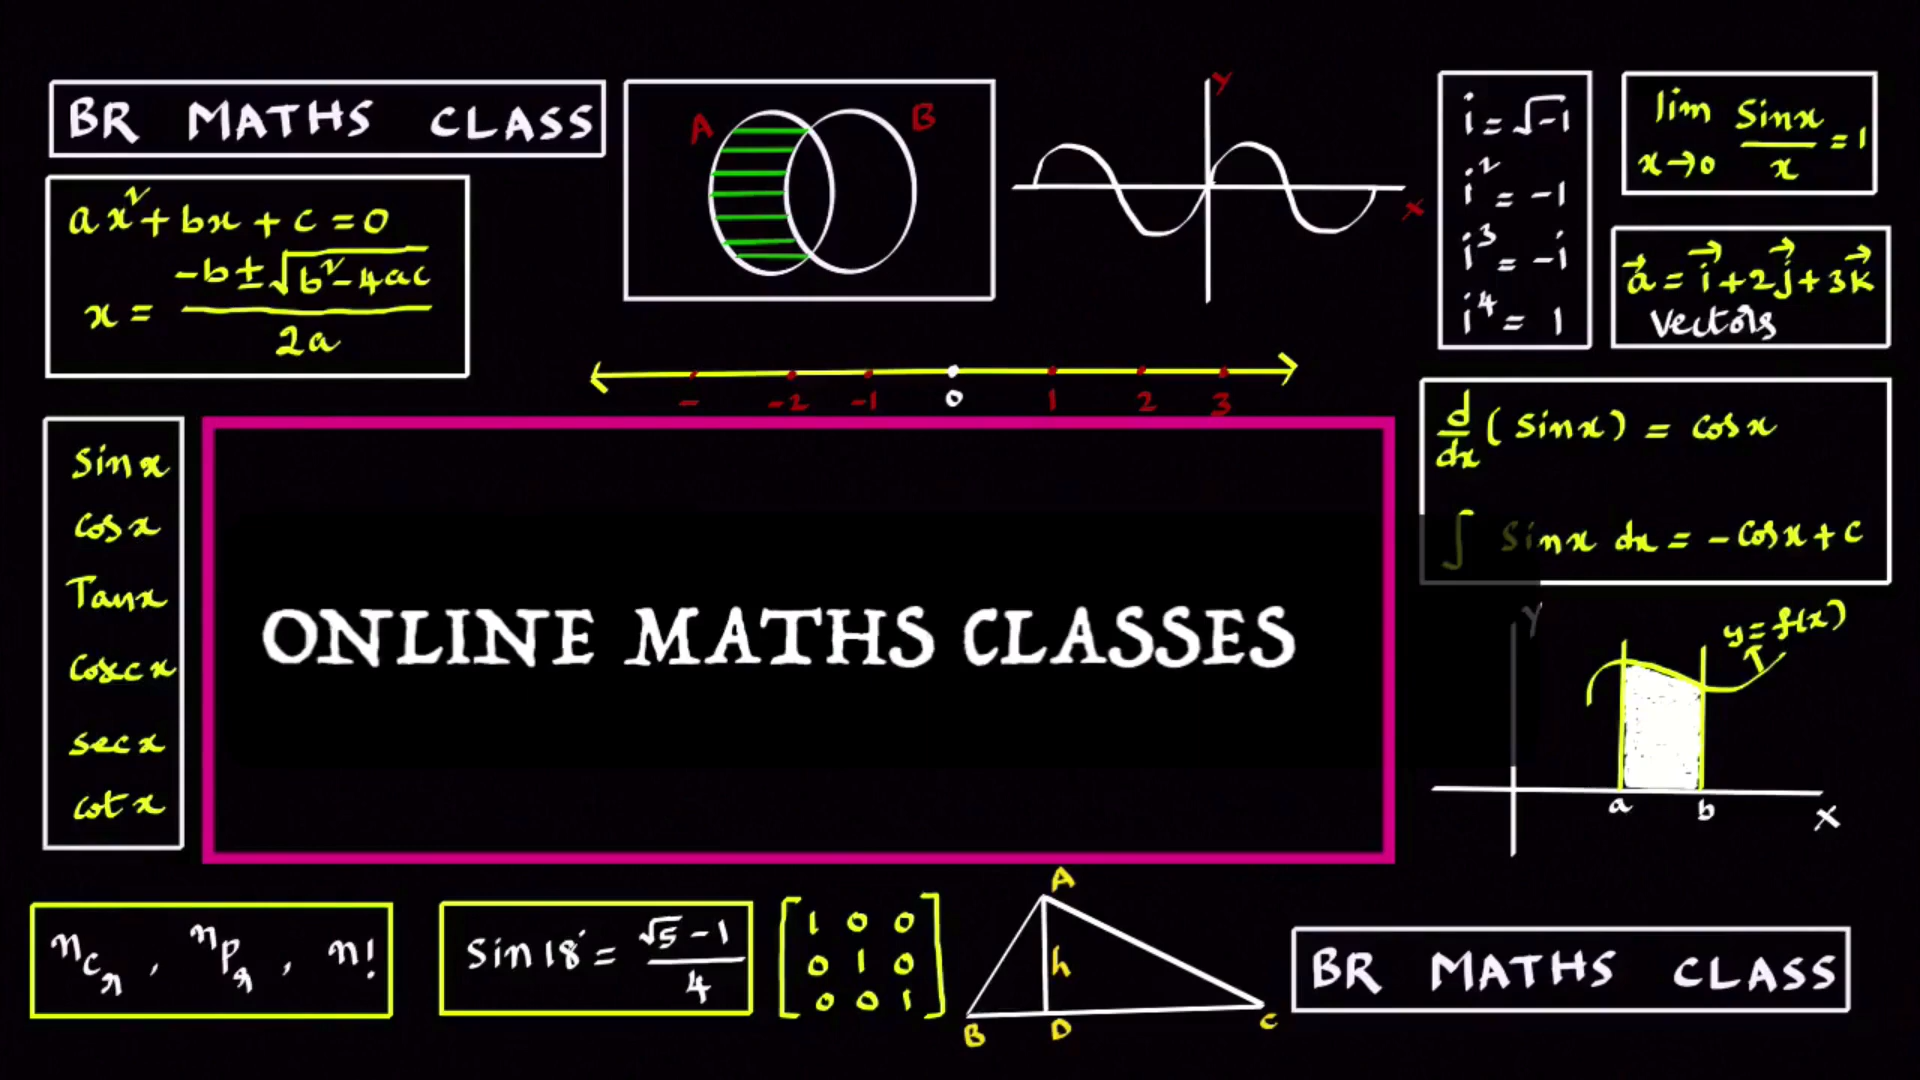 BR MATHS CLASS
ax²+bx+c=0
x = (-b±√(b²-4ac))/2a
A B
Y
X
i=√-1
i²=-1
i³=-i
i⁴=1
lim x→0 Sinx/x=1
a⃗=i⃗+2j⃗+3k⃗
Vectors
- -2 -1 0 1 2 3
Sinx
Cosx
Tanx
Cosecx
secx
cotx
ONLINE MATHS CLASSES
d/dx(Sinx) = Cosx
∫ Sinx dx = -Cosx+c
Y
y=f(x)
a b X
nCr, nPr, n!
Sin18° = (√5-1)/4
1 0 0
0 1 0
0 0 1
A
h
B D C
BR MATHS CLASS